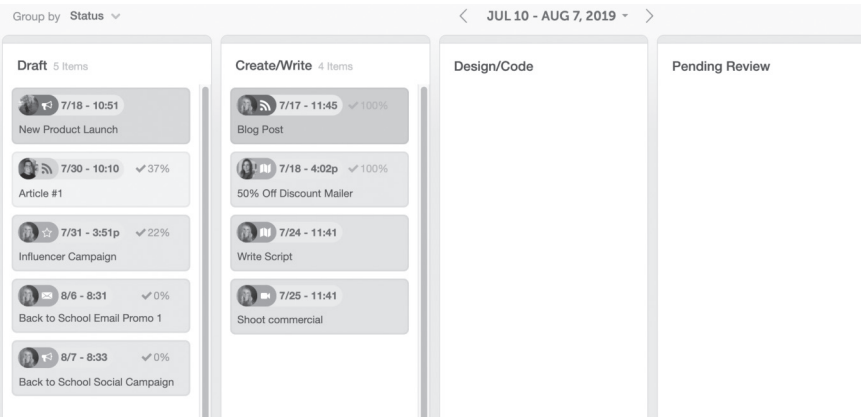 Group by Status
JUL 10 - AUG 7, 2019
Draft 5 Items
7/18 - 10:51
New Product Launch
7/30 - 10:10 37%
Article #1
7/31 - 3:51p 22%
Influencer Campaign
8/6 - 8:31 0%
Back to School Email Promo 1
8/7 - 8:33 0%
Back to School Social Campaign
Create/Write 4 Items
7/17 - 11:45 100%
Blog Post
7/18 - 4:02p 100%
50% Off Discount Mailer
7/24 - 11:41
Write Script
7/25 - 11:41
Shoot commercial
Design/Code
Pending Review